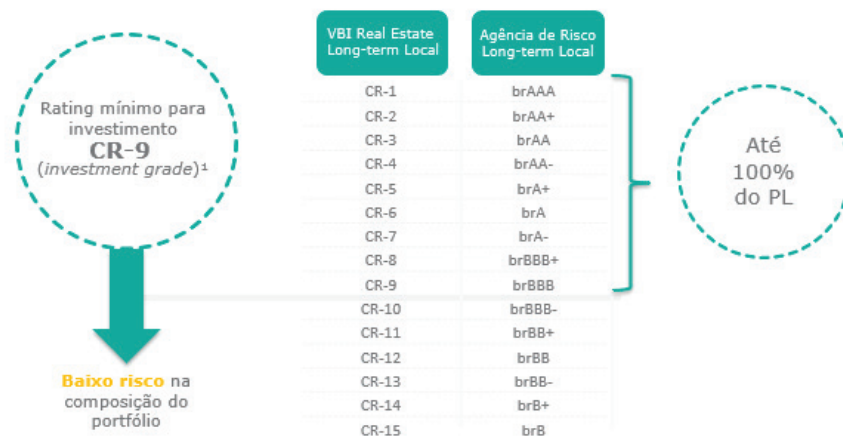 Rating mínimo para
investimento
CR-9
(investment grade)¹
Baixo risco na
composição do
portfólio
VBI Real Estate
Long-term Local
Agência de Risco
Long-term Local
CR-1 brAAA
CR-2 brAA+
CR-3 brAA
CR-4 brAA-
CR-5 brA+
CR-6 brA
CR-7 brA-
CR-8 brBBB+
CR-9 brBBB
CR-10 brBBB-
CR-11 brBB+
CR-12 brBB
CR-13 brBB-
CR-14 brB+
CR-15 brB
Até
100%
do PL